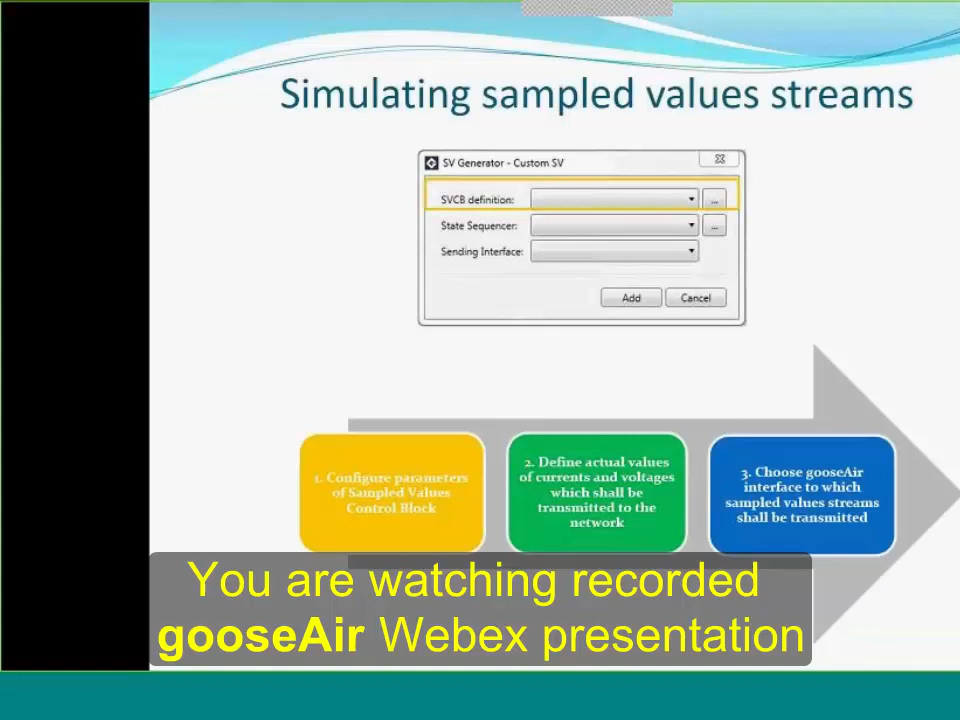 Simulating sampled values streams
SV Generator - Custom SV
SVCB definition:
...
State Sequencer:
...
Sending Interface:
Add
Cancel
1. Configure parameters
of Sampled Values
Control Block
2. Define actual values
of currents and voltages
which shall be
transmitted to the
network
3. Choose gooseAir
interface to which
sampled values streams
shall be transmitted
You are watching recorded
gooseAir Webex presentation